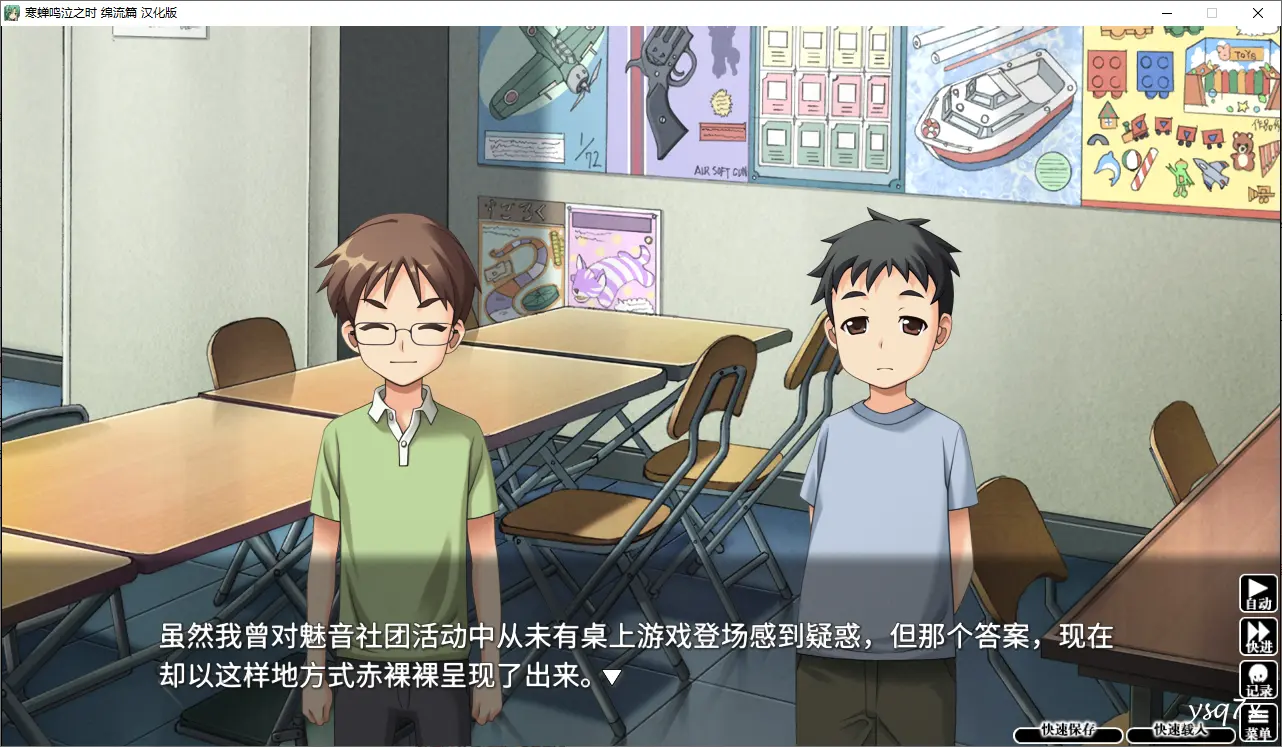 寒蝉鸣泣之时 绵流篇 汉化版
TOYS
1/72
AIR SOFT GUN
すごろく
虽然我曾对魅音社团活动中从未有桌上游戏登场感到疑惑，但那个答案，现在
却以这样地方式赤裸裸呈现了出来。
自动
快进
记录
菜单
快速保存
快速载入